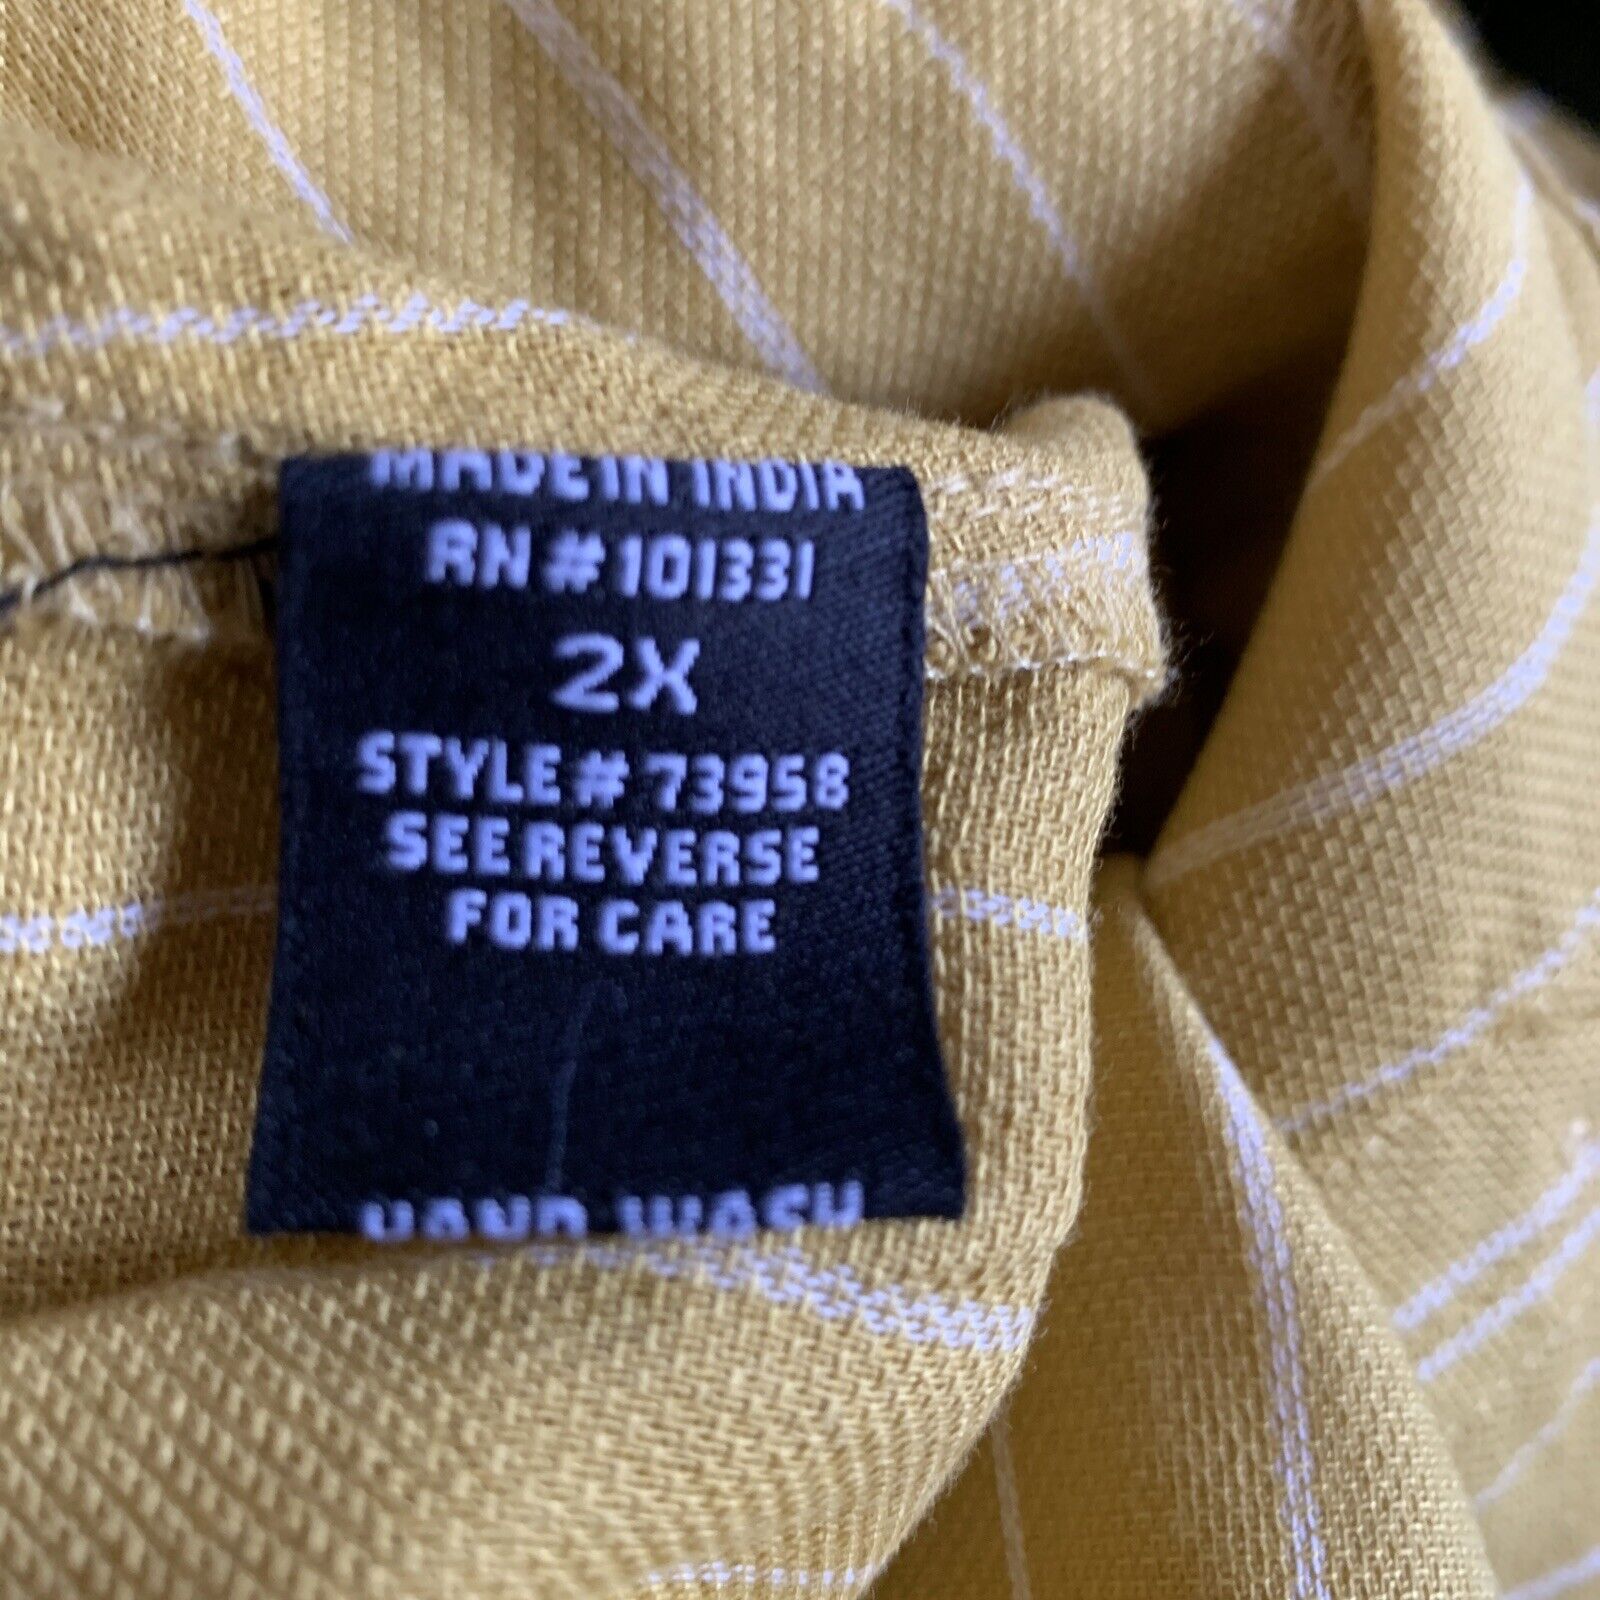 MADE IN INDIA
RN # 101331
2X
STYLE # 73958
SEE REVERSE
FOR CARE
HAND WASH